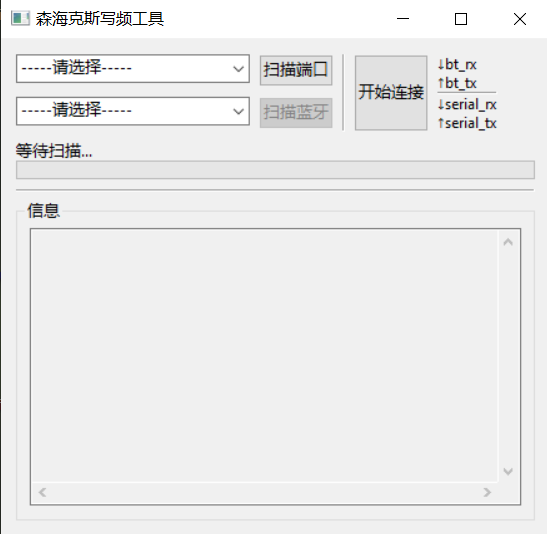 森海克斯写频工具
-----请选择-----
扫描端口
-----请选择-----
扫描蓝牙
开始连接
↓bt_rx
↑bt_tx
↓serial_rx
↑serial_tx
等待扫描...
信息